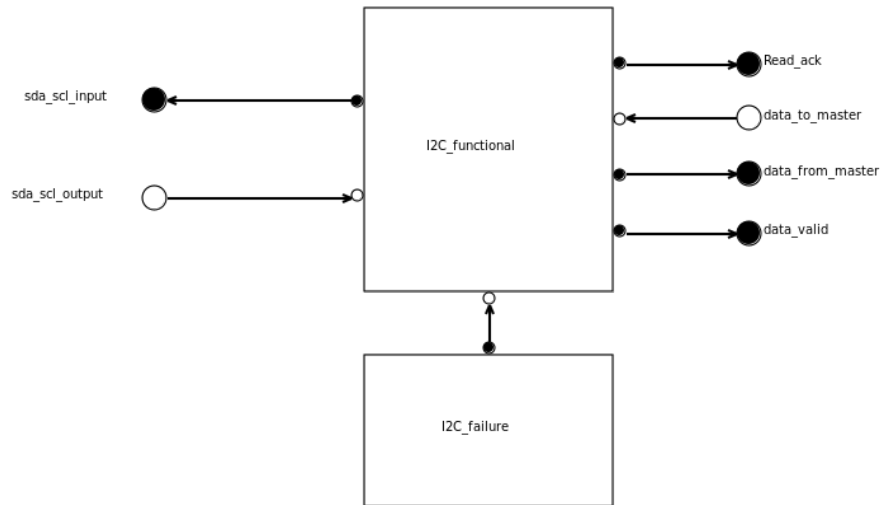 Read_ack
sda_scl_input
data_to_master
I2C_functional
data_from_master
sda_scl_output
data_valid
I2C_failure